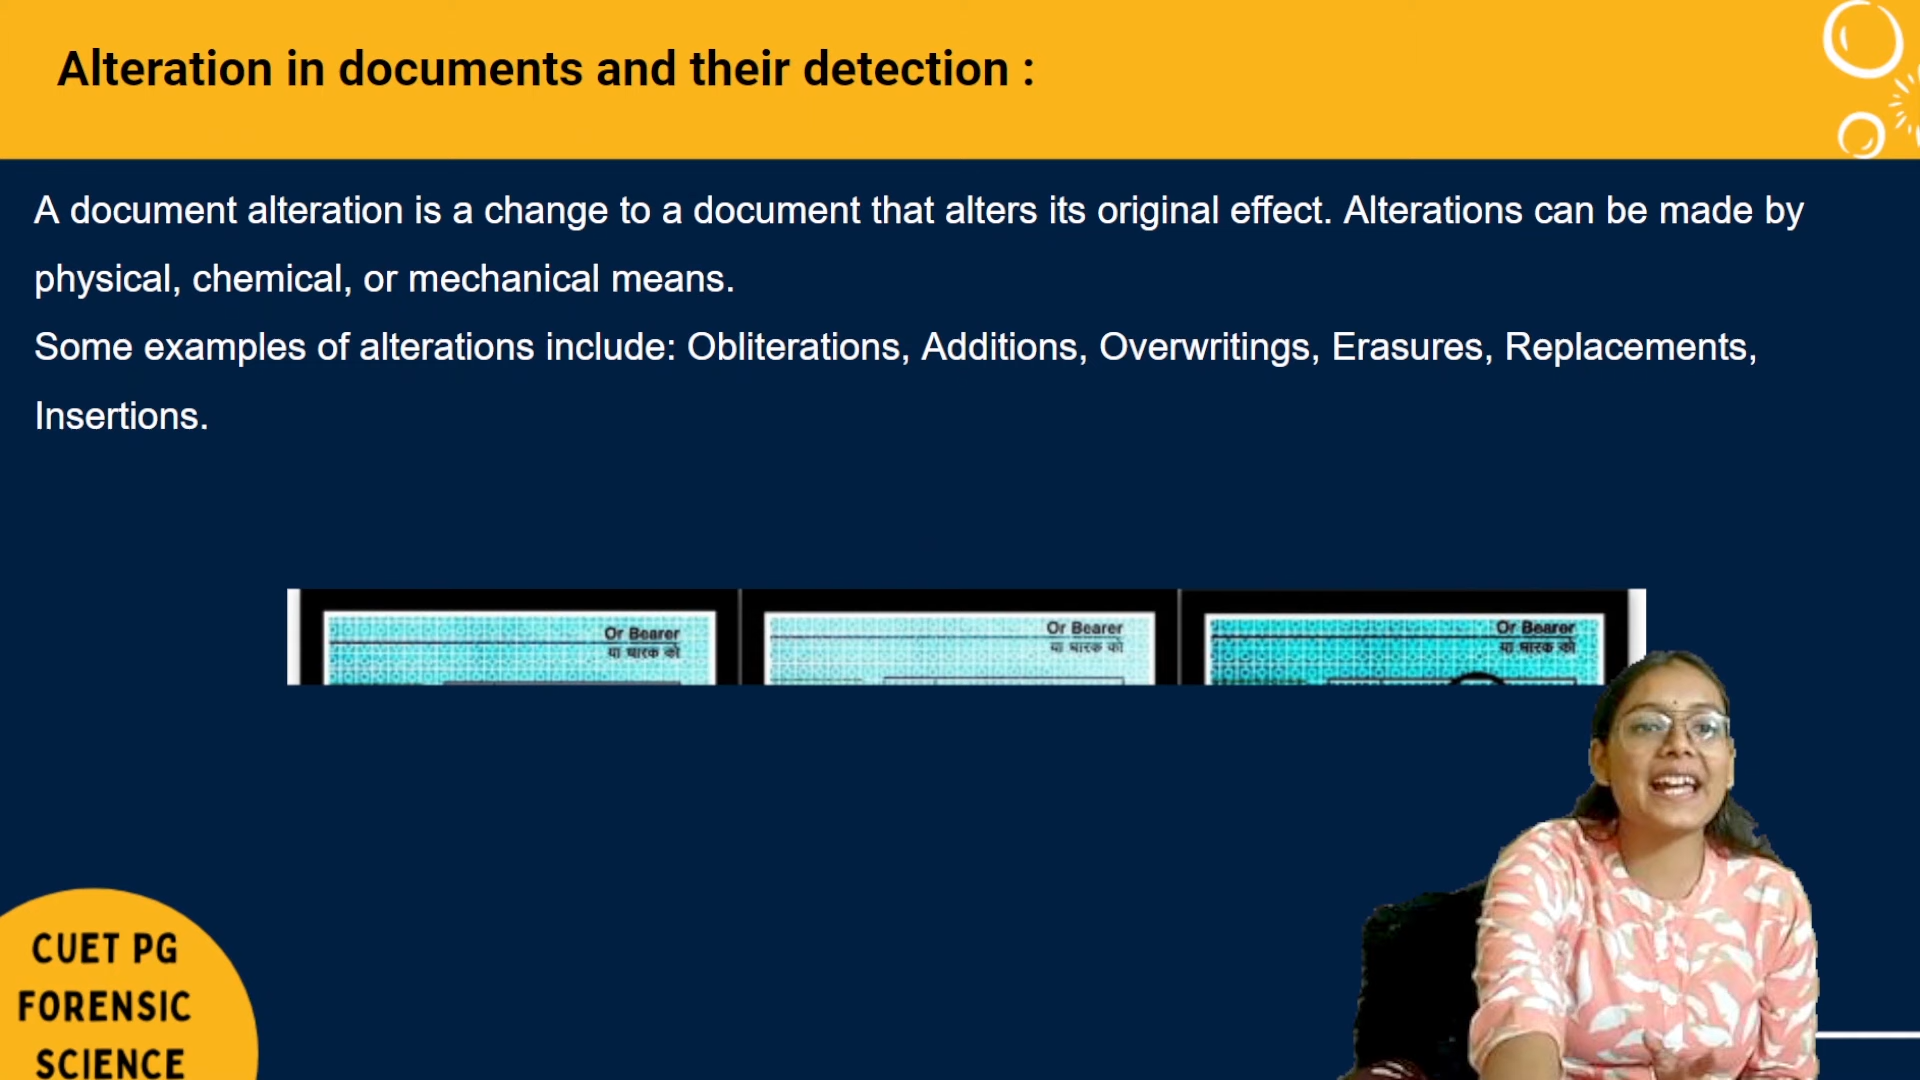 Alteration in documents and their detection :
A document alteration is a change to a document that alters its original effect. Alterations can be made by
physical, chemical, or mechanical means.
Some examples of alterations include: Obliterations, Additions, Overwritings, Erasures, Replacements,
Insertions.
Or Bearer
या धारक को
Or Bearer
या धारक को
Or Bearer
या धारक को
CUET PG
FORENSIC
SCIENCE